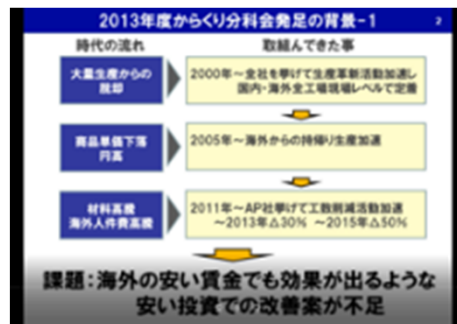 2013年度からくり分科会発足の背景-1
2
時代の流れ
取組んできた事
大量生産からの
脱却
2000年～全社を挙げて生産革新活動加速し
国内・海外全工場現場レベルで定着
商品単価下落
円高
2005年～海外からの持帰り生産加速
材料高騰
海外人件費高騰
2011年～AP社挙げて工数削減活動加速
～2013年△30% ～2015年△50%
課題：海外の安い賃金でも効果が出るような
安い投資での改善案が不足